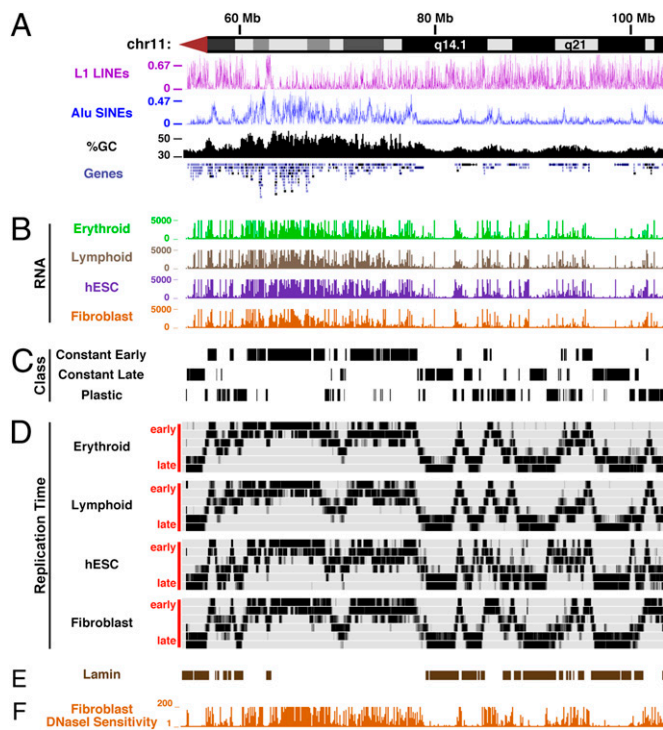 60 Mb 80 Mb 100 Mb
A
chr11: q14.1 q21
L1 LINEs 0.67
0
Alu SINEs 0.47
0
%GC 50
30
Genes
B
RNA
Erythroid 5000
0
Lymphoid 5000
0
hESC 5000
0
Fibroblast 5000
0
C
Class
Constant Early
Constant Late
Plastic
D
Replication Time
Erythroid early
late
Lymphoid early
late
hESC early
late
Fibroblast early
late
E Lamin
F Fibroblast 200
DNaseI Sensitivity 1